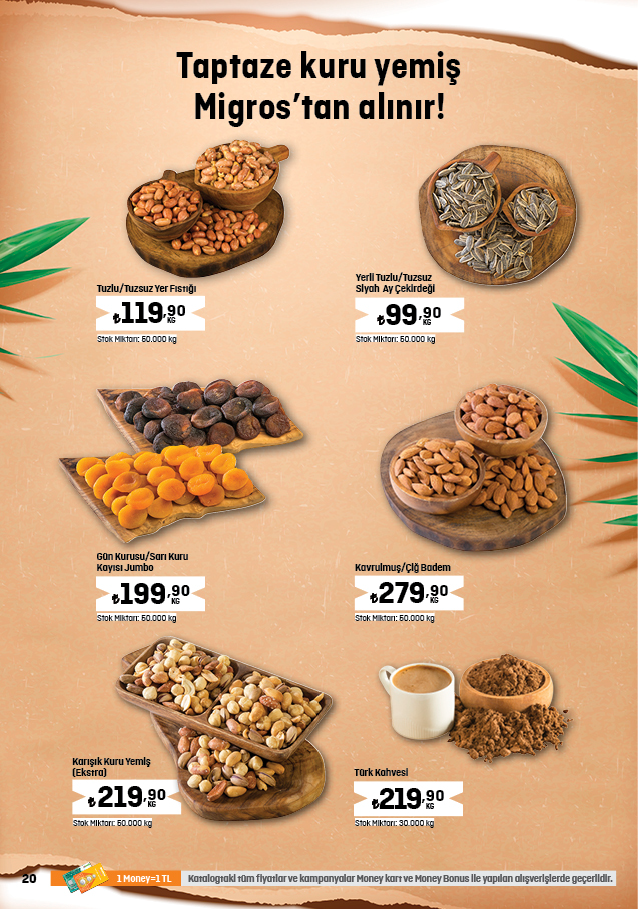 Taptaze kuru yemiş
Migros'tan alınır!
Tuzlu/Tuzsuz Yer Fıstığı
₺119,90
KG
Stok Miktarı: 60.000 kg
Yerli Tuzlu/Tuzsuz
Siyah Ay Çekirdeği
₺99,90
KG
Stok Miktarı: 60.000 kg
Gün Kurusu/Sarı Kuru
Kayısı Jumbo
₺199,90
KG
Stok Miktarı: 60.000 kg
Kavrulmuş/Çiğ Badem
₺279,90
KG
Stok Miktarı: 60.000 kg
Karışık Kuru Yemiş
(Ekstra)
₺219,90
KG
Stok Miktarı: 60.000 kg
Türk Kahvesi
₺219,90
KG
Stok Miktarı: 30.000 kg
20
1 Money=1 TL
Katalogtaki tüm fiyatlar ve kampanyalar Money kart ve Money Bonus ile yapılan alışverişlerde geçerlidir.